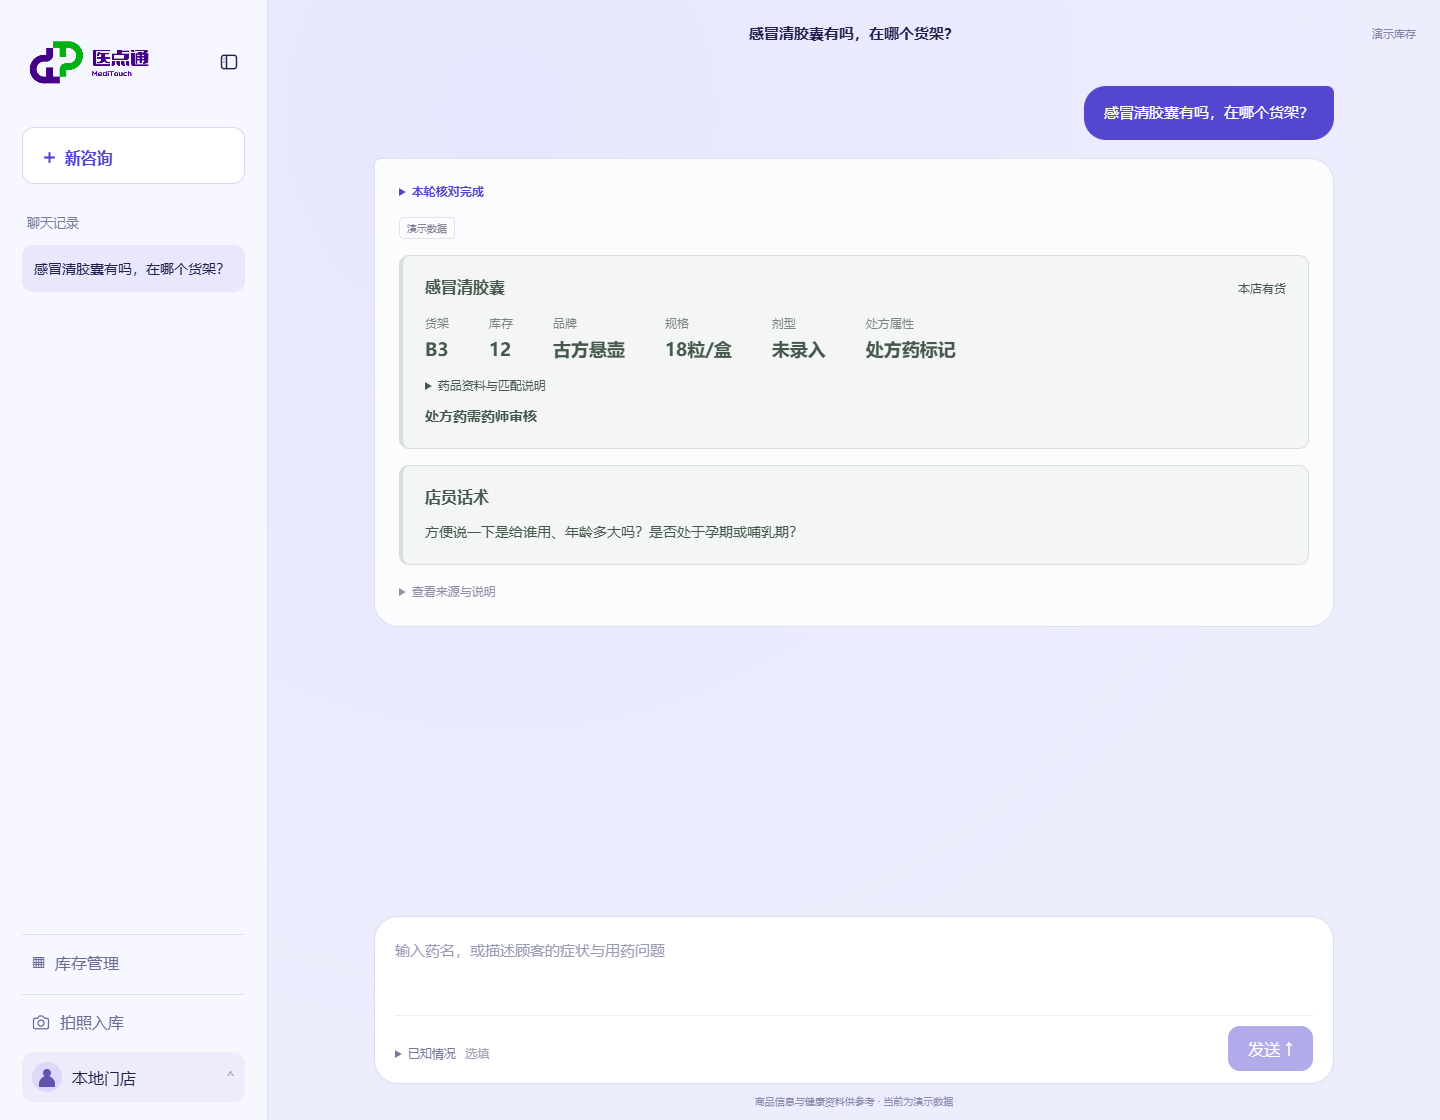 医点通
MediTouch
+ 新咨询
聊天记录
感冒清胶囊有吗，在哪个货架？
库存管理
拍照入库
本地门店
感冒清胶囊有吗，在哪个货架？
演示库存
感冒清胶囊有吗，在哪个货架？
本轮核对完成
演示数据
感冒清胶囊
本店有货
货架 库存 品牌 规格 剂型 处方属性
B3 12 古方悬壶 18粒/盒 未录入 处方药标记
药品资料与匹配说明
处方药需药师审核
店员话术
方便说一下是给谁用、年龄多大吗？是否处于孕期或哺乳期？
查看来源与说明
输入药名，或描述顾客的症状与用药问题
已知情况 选填
发送 ↑
商品信息与健康资料供参考 · 当前为演示数据